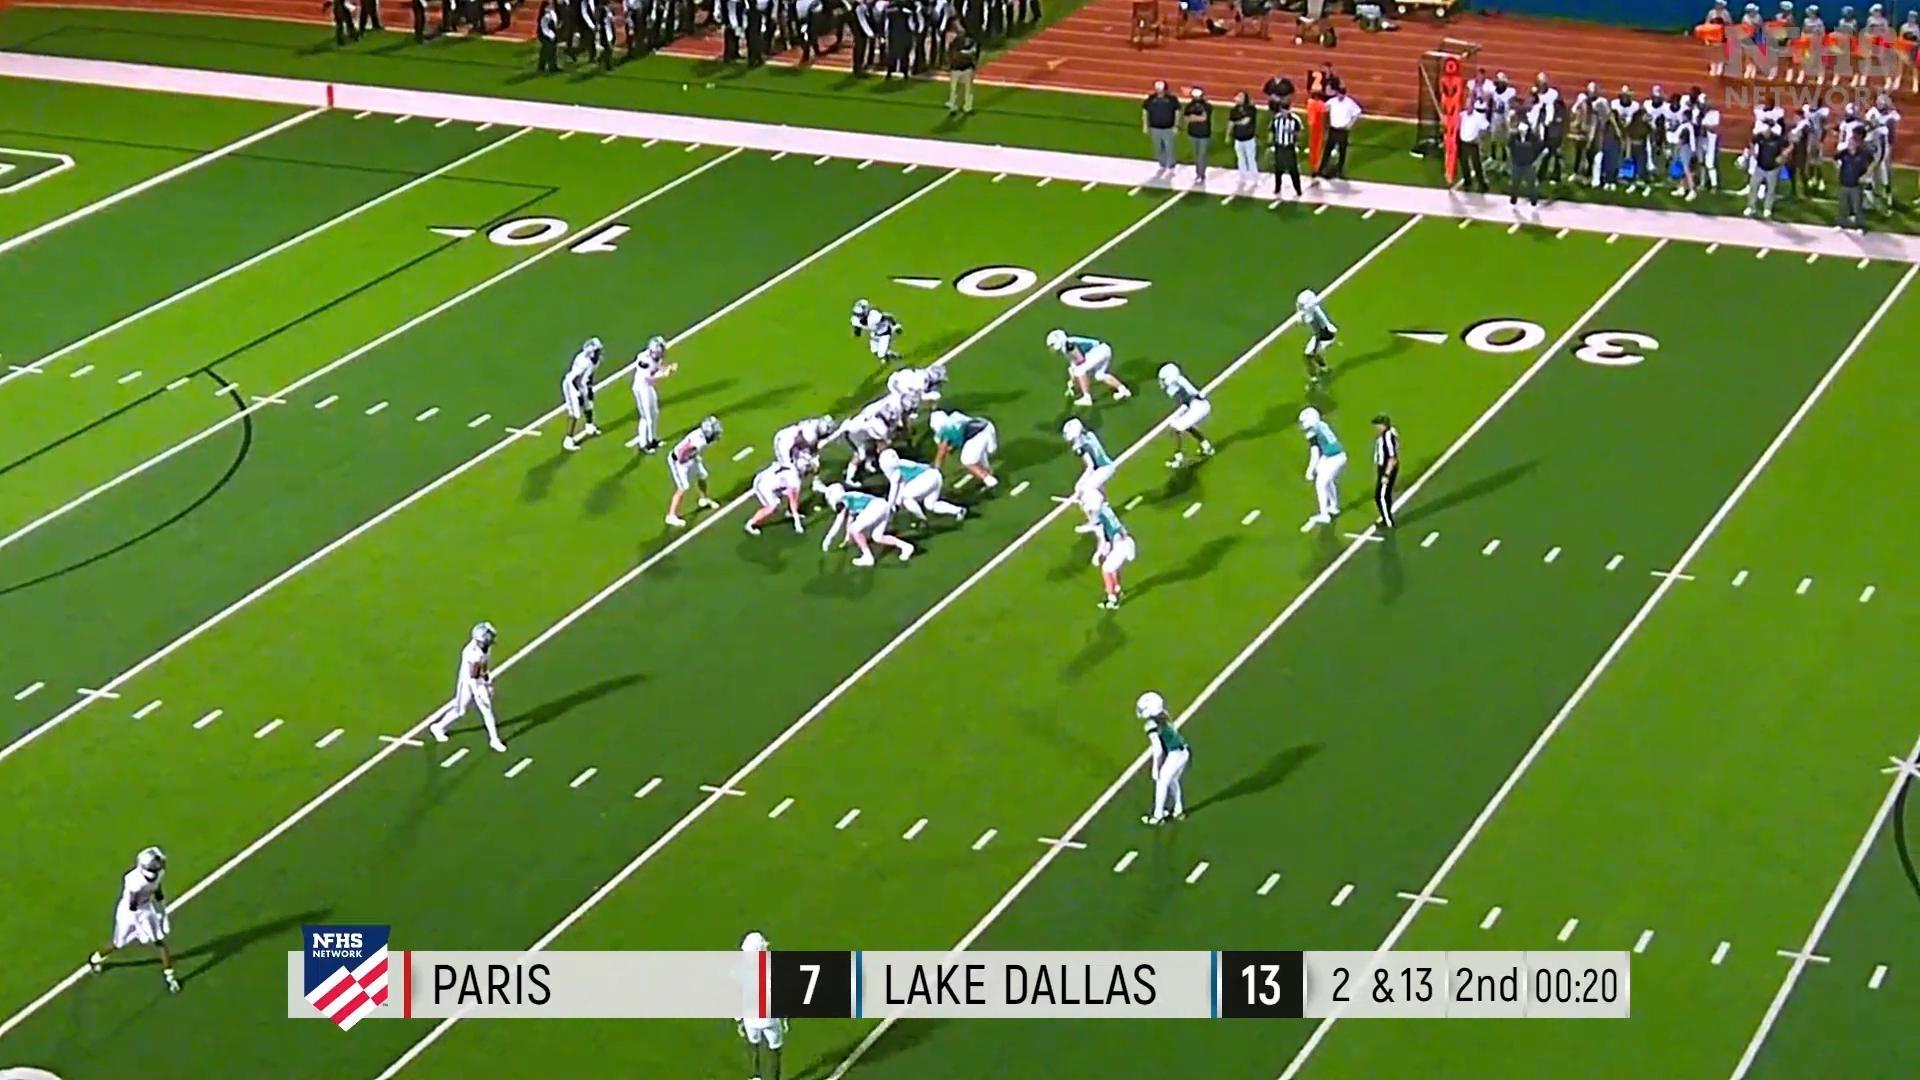 NFHS
NETWORK
10
20
30
NFHS
NETWORK
PARIS 7 LAKE DALLAS 13 2 & 13 2nd 00:20